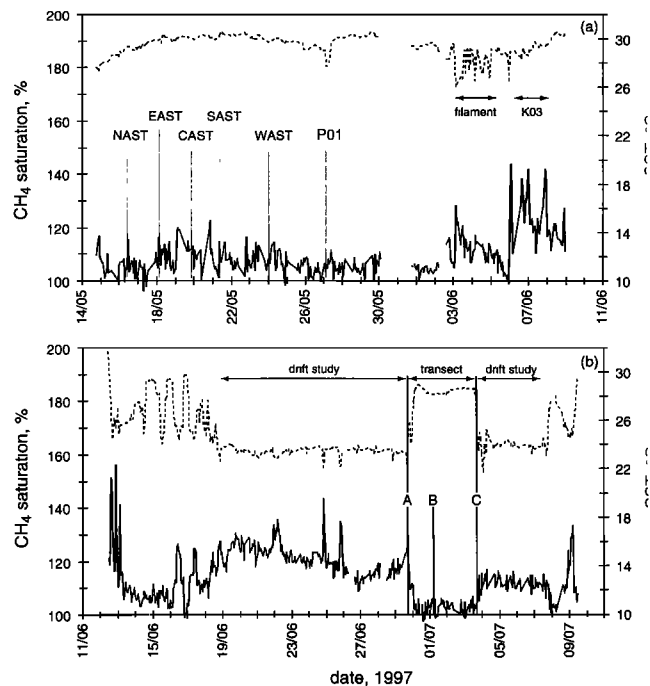 (a)
CH4 saturation, %
200 180 160 140 120 100
32 30 26 22 18 14 10
NAST EAST CAST SAST WAST P01
filament K03
14/05 18/05 22/05 26/05 30/05 03/06 07/06 11/06
(b)
drift study transect drift study
CH4 saturation, %
200 180 160 140 120 100
32 30 26 22 18 14 10
A B C
11/06 15/06 19/06 23/06 27/06 01/07 05/07 09/07
date, 1997